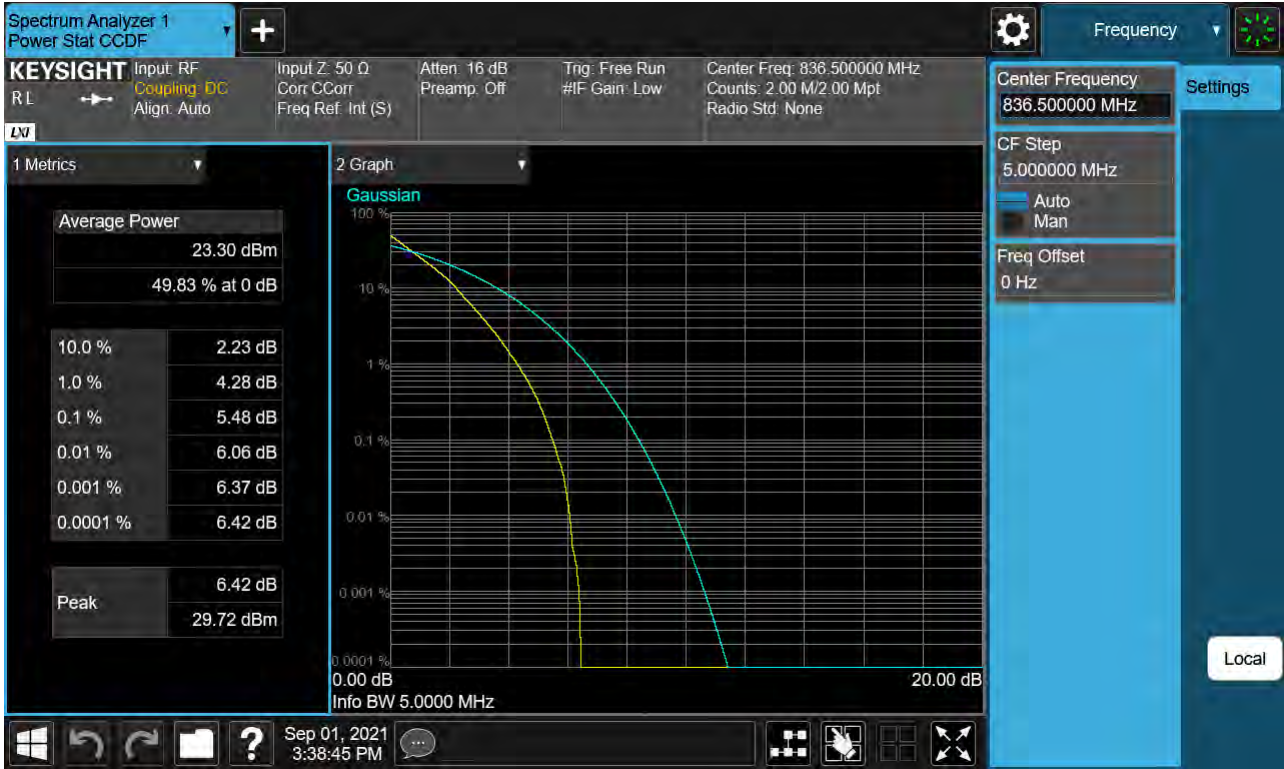 Spectrum Analyzer 1
Power Stat CCDF
Frequency
KEYSIGHT
R L
LXI
Input: RF
Coupling: DC
Align: Auto
Input Z: 50 Ω
Corr CCorr
Freq Ref: Int (S)
Atten: 16 dB
Preamp: Off
Trig: Free Run
#IF Gain: Low
Center Freq: 836.500000 MHz
Counts: 2.00 M/2.00 Mpt
Radio Std: None
Center Frequency
836.500000 MHz
Settings
CF Step
5.000000 MHz
Auto
Man
Freq Offset
0 Hz
1 Metrics
Average Power
23.30 dBm
49.83 % at 0 dB
10.0 % 2.23 dB
1.0 % 4.28 dB
0.1 % 5.48 dB
0.01 % 6.06 dB
0.001 % 6.37 dB
0.0001 % 6.42 dB
Peak 6.42 dB
29.72 dBm
2 Graph
Gaussian
100 %
10 %
1 %
0.1 %
0.01 %
0.001 %
0.0001 %
0.00 dB 20.00 dB
Info BW 5.0000 MHz
Local
?
Sep 01, 2021
3:38:45 PM